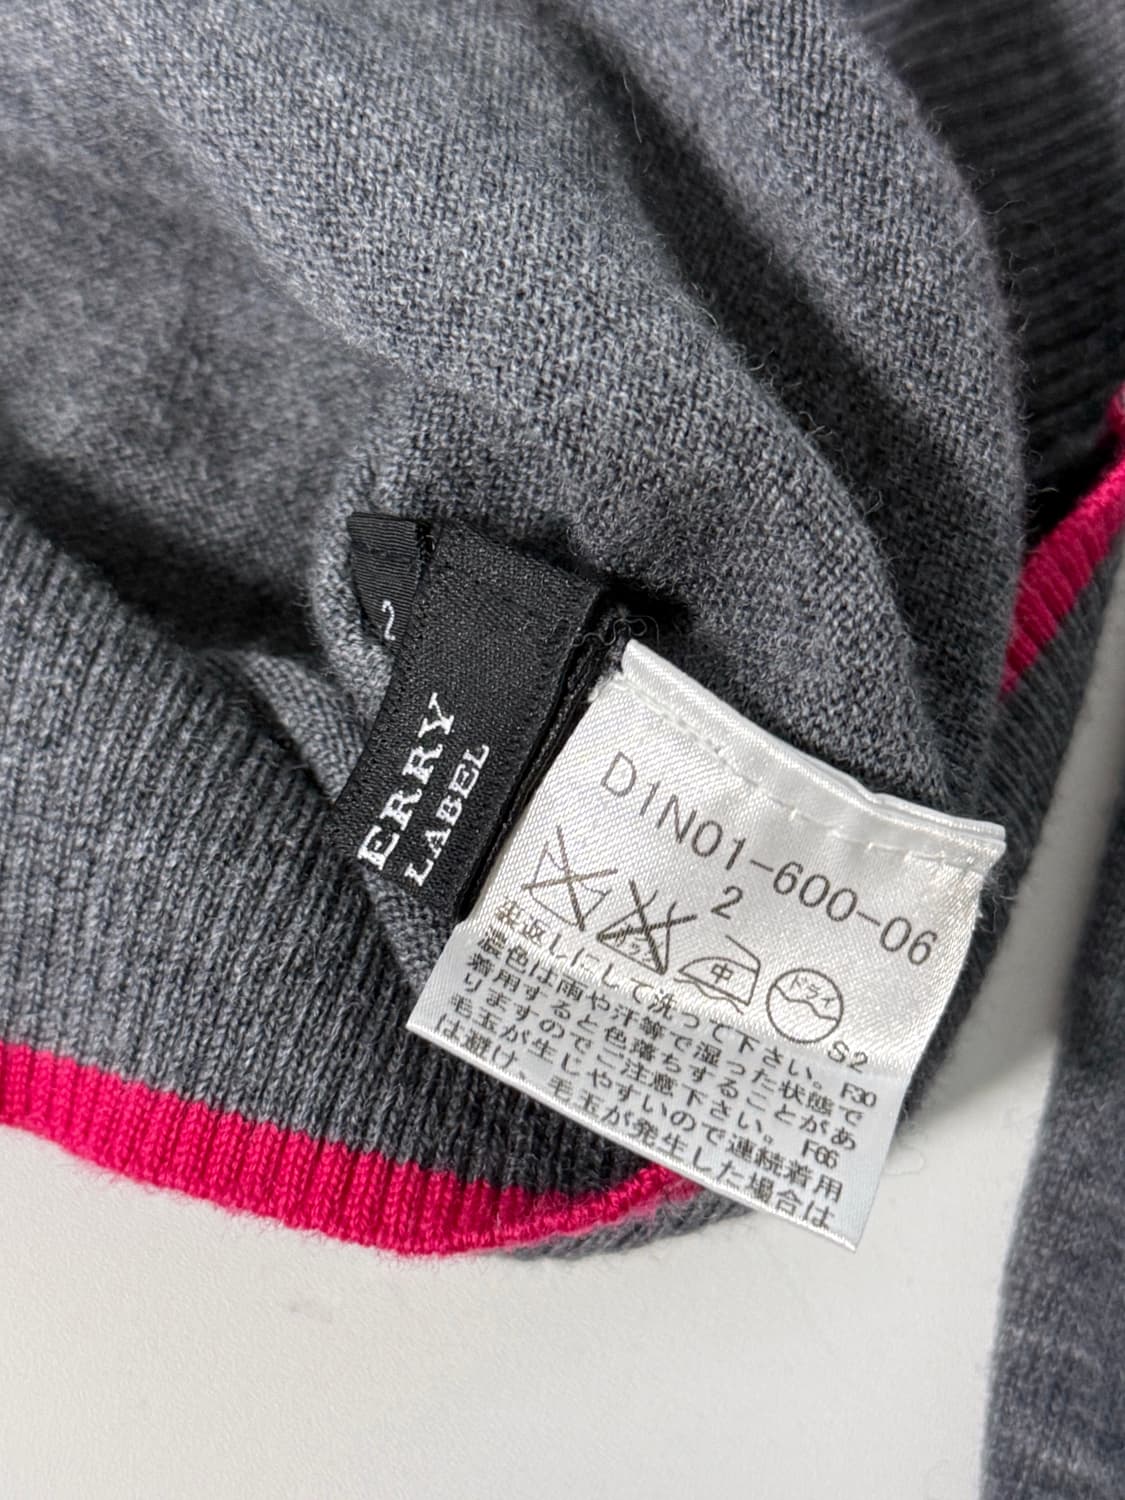 2
ERRY
LABEL
D1N01-600-06
2
中
ドライ
S2
裏返しにして洗って下さい。F30
濃色は雨や汗等で湿った状態で
着用すると色落ちすることがあ
りますのでご注意下さい。F66
毛玉が生じやすいので連続着用
は避け、毛玉が発生した場合は